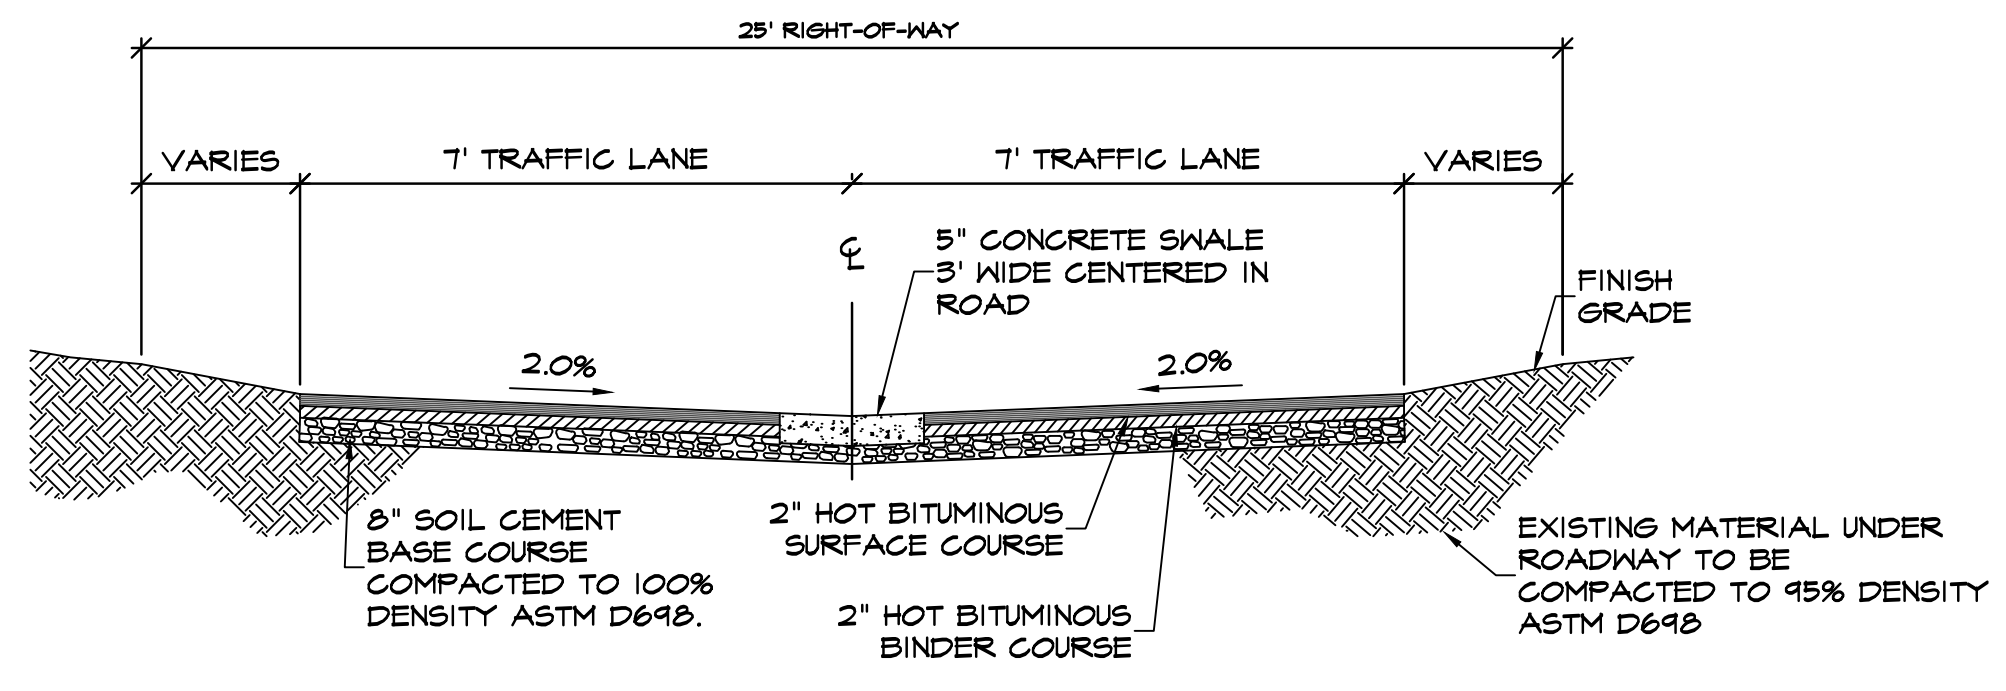 25' RIGHT-OF-WAY
VARIES
7' TRAFFIC LANE
7' TRAFFIC LANE
VARIES
℄
5" CONCRETE SWALE
3' WIDE CENTERED IN
ROAD
FINISH
GRADE
2.0%
2.0%
8" SOIL CEMENT
BASE COURSE
COMPACTED TO 100%
DENSITY ASTM D698.
2" HOT BITUMINOUS
SURFACE COURSE
2" HOT BITUMINOUS
BINDER COURSE
EXISTING MATERIAL UNDER
ROADWAY TO BE
COMPACTED TO 95% DENSITY
ASTM D698